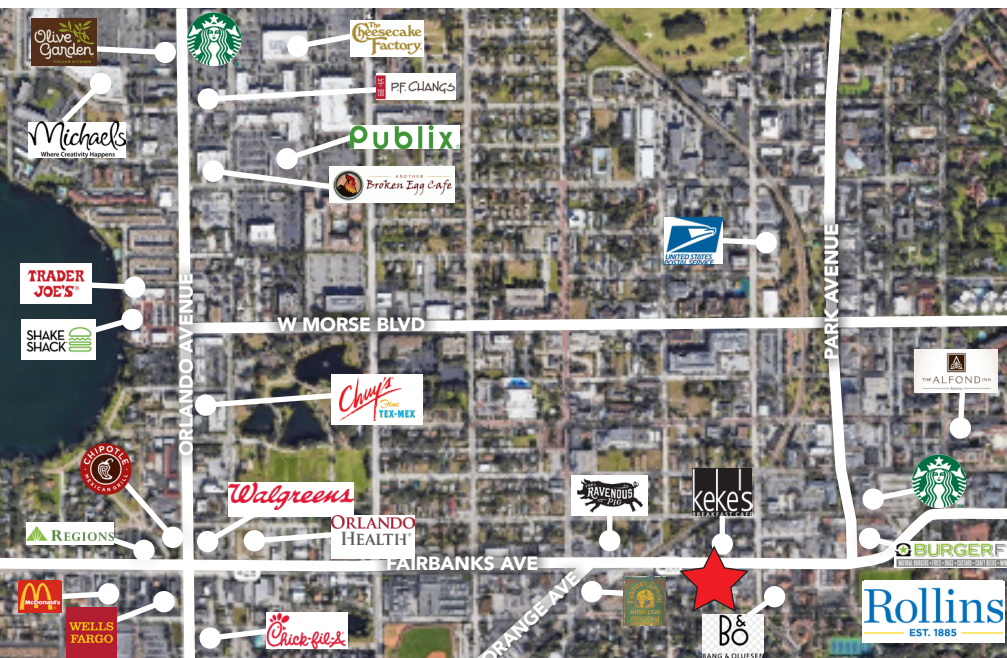 Olive
Garden
ITALIAN KITCHEN
The
Cheesecake
Factory
P.F. CHANG'S
Michaels
Where Creativity Happens
Publix
ANOTHER
Broken Egg Cafe
UNITED STATES
POSTAL SERVICE
PARK AVENUE
TRADER
JOE'S
ORLANDO AVENUE
SHAKE
SHACK
W MORSE BLVD
THE ALFOND INN
Chuy's
Fine
TEX-MEX
CHIPOTLE
MEXICAN GRILL
Walgreens
THE
RAVENOUS
PIG
keke's
BREAKFAST CAFE
ORLANDO
HEALTH®
REGIONS
BURGERF
FAIRBANKS AVE
ORANGE AVE
McDonald's
WELLS
FARGO
Chick-fil-A
B&O
BANG & OLUFSEN
Rollins
EST. 1885